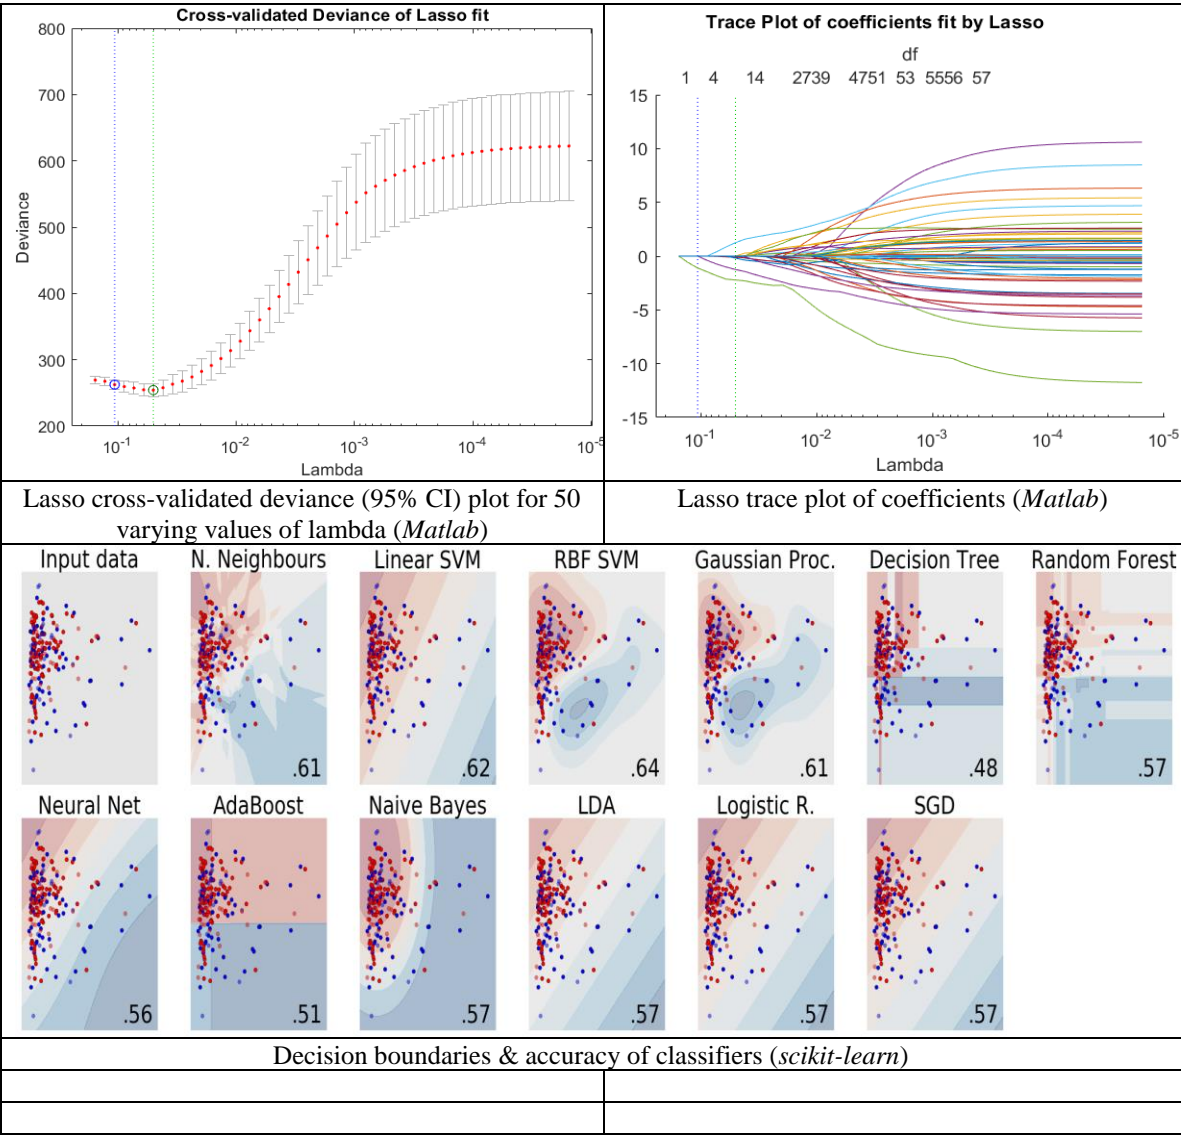 Cross-validated Deviance of Lasso fit
800
700
600
500
400
300
200
Deviance
10-1 10-2 10-3 10-4 10-5
Lambda
Trace Plot of coefficients fit by Lasso
df
1 4 14 2739 4751 53 5556 57
15
10
5
0
-5
-10
-15
10-1 10-2 10-3 10-4 10-5
Lambda
Lasso cross-validated deviance (95% CI) plot for 50
varying values of lambda (Matlab)
Lasso trace plot of coefficients (Matlab)
Input data N. Neighbours Linear SVM RBF SVM Gaussian Proc. Decision Tree Random Forest
.61 .62 .64 .61 .48 .57
Neural Net AdaBoost Naive Bayes LDA Logistic R. SGD
.56 .51 .57 .57 .57 .57
Decision boundaries & accuracy of classifiers (scikit-learn)